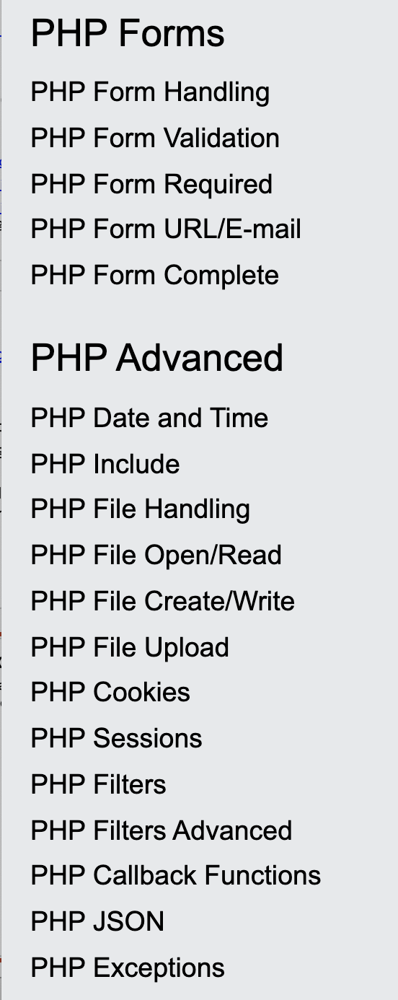 PHP Forms
PHP Form Handling
PHP Form Validation
PHP Form Required
PHP Form URL/E-mail
PHP Form Complete
PHP Advanced
PHP Date and Time
PHP Include
PHP File Handling
PHP File Open/Read
PHP File Create/Write
PHP File Upload
PHP Cookies
PHP Sessions
PHP Filters
PHP Filters Advanced
PHP Callback Functions
PHP JSON
PHP Exceptions